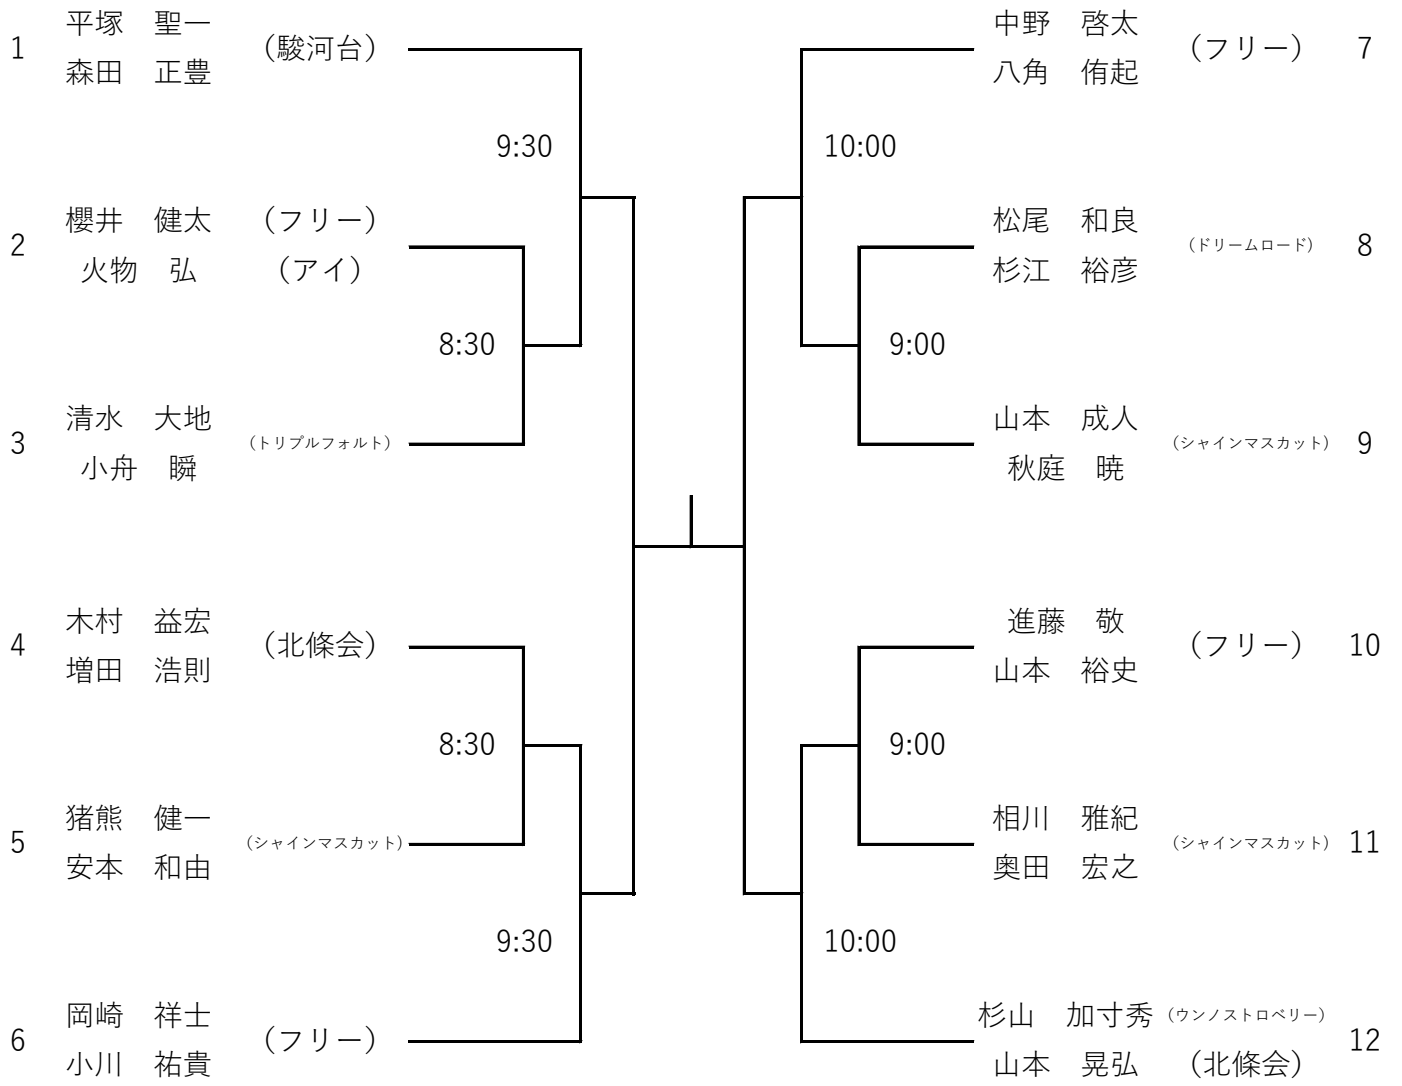 平塚　聖一
1 （駿河台）
森田　正豊
9:30
櫻井　健太 （フリー）
2
火物　弘 （アイ）
8:30
清水　大地
3 （トリプルフォルト）
小舟　瞬
木村　益宏
4 （北條会）
増田　浩則
8:30
猪熊　健一
5 （シャインマスカット）
安本　和由
9:30
岡崎　祥士
6 （フリー）
小川　祐貴
中野　啓太
（フリー） 7
八角　侑起
10:00
松尾　和良
（ドリームロード） 8
杉江　裕彦
9:00
山本　成人
（シャインマスカット） 9
秋庭　暁
進藤　敬
（フリー） 10
山本　裕史
9:00
相川　雅紀
（シャインマスカット） 11
奥田　宏之
10:00
杉山　加寸秀 （ウンノストロベリー）
12
山本　晃弘 （北條会）